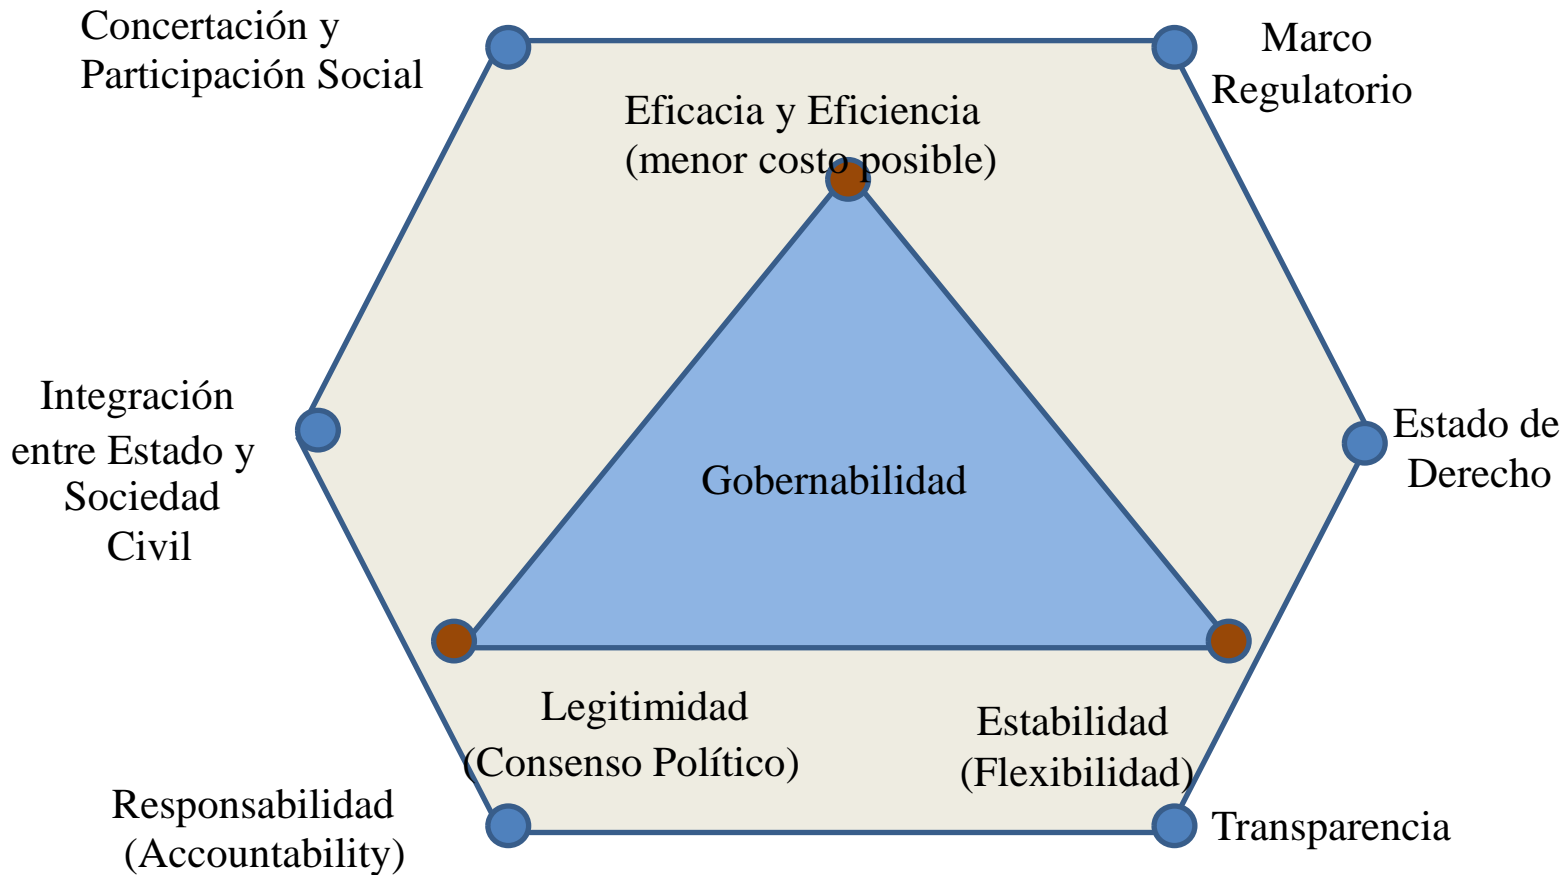 Concertación y
Participación Social
Marco
Regulatorio
Eficacia y Eficiencia
(menor costo posible)
Integración
entre Estado y
Sociedad
Civil
Estado de
Derecho
Gobernabilidad
Legitimidad
(Consenso Político)
Estabilidad
(Flexibilidad)
Responsabilidad
(Accountability)
Transparencia